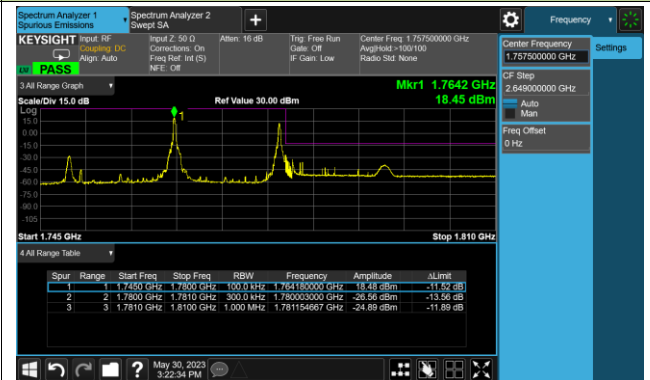 Spectrum Analyzer 1
Spurious Emissions
Spectrum Analyzer 2
Swept SA
Frequency
KEYSIGHT
Input: RF
Coupling: DC
Align: Auto
Input Z: 50 Ω
Corrections: On
Freq Ref: Int (S)
NFE: Off
Atten: 16 dB
Trig: Free Run
Gate: Off
IF Gain: Low
Center Freq: 1.757500000 GHz
Avg|Hold:>100/100
Radio Std: None
PASS
Center Frequency
1.757500000 GHz
Settings
CF Step
2.649000000 GHz
Auto
Man
Freq Offset
0 Hz
3 All Range Graph
Mkr1 1.7642 GHz
18.45 dBm
Scale/Div 15.0 dB
Ref Value 30.00 dBm
Log
1
15.0
0.00
-15.0
-30.0
-45.0
-60.0
-75.0
-90.0
-105
Start 1.745 GHz
Stop 1.810 GHz
4 All Range Table
Spur Range Start Freq Stop Freq RBW Frequency Amplitude ΔLimit
1 1 1.7450 GHz 1.7800 GHz 100.0 kHz 1.764180000 GHz 18.48 dBm -11.52 dB
2 2 1.7800 GHz 1.7810 GHz 300.0 kHz 1.780003000 GHz -26.56 dBm -13.56 dB
3 3 1.7810 GHz 1.8100 GHz 1.000 MHz 1.781154667 GHz -24.89 dBm -11.89 dB
?
May 30, 2023
3:22:34 PM